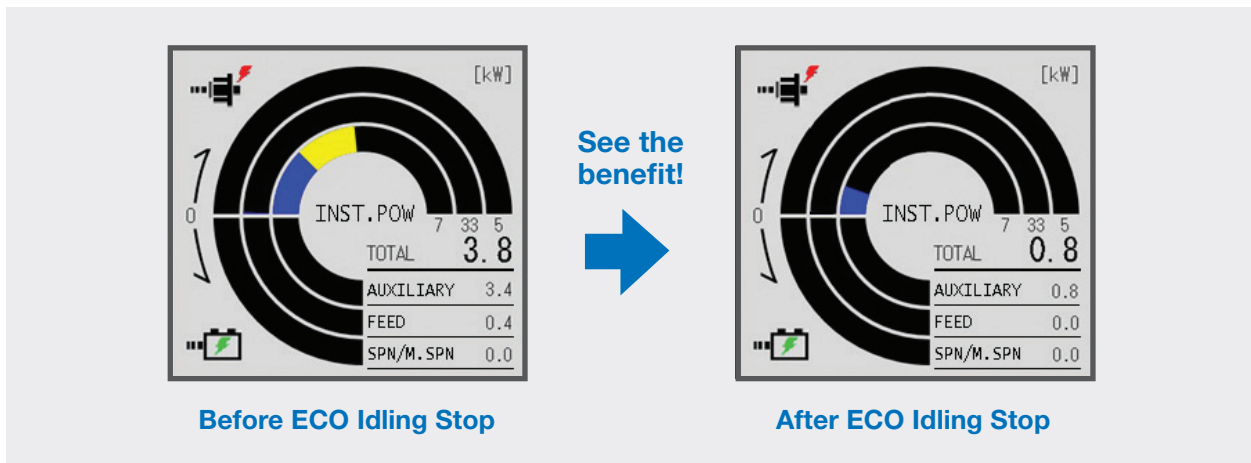 [kW]
0
INST.POW
7 33 5
TOTAL 3.8
AUXILIARY 3.4
FEED 0.4
SPN/M.SPN 0.0
Before ECO Idling Stop
See the
benefit!
[kW]
0
INST.POW
7 33 5
TOTAL 0.8
AUXILIARY 0.8
FEED 0.0
SPN/M.SPN 0.0
After ECO Idling Stop